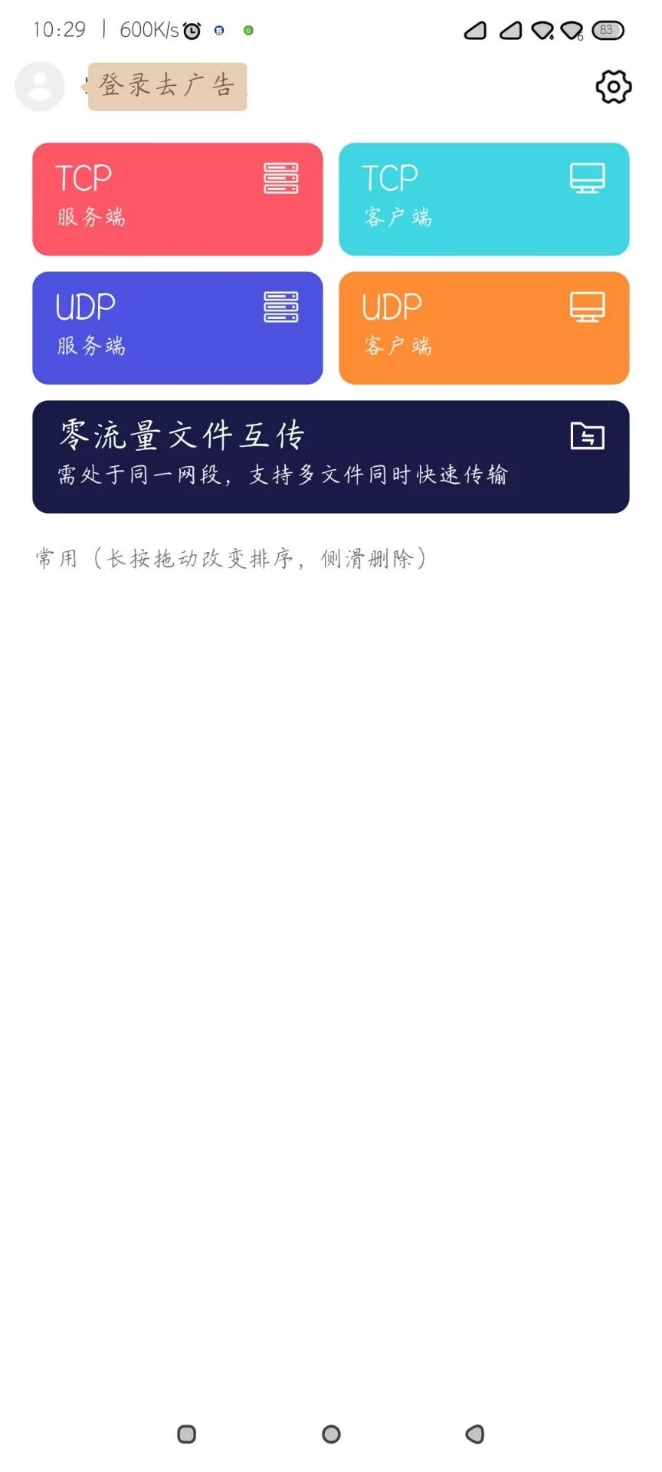 10:29 | 600K/s 83
登录去广告
TCP
服务端
TCP
客户端
UDP
服务端
UDP
客户端
零流量文件互传
需处于同一网段，支持多文件同时快速传输
常用（长按拖动改变排序，侧滑删除）